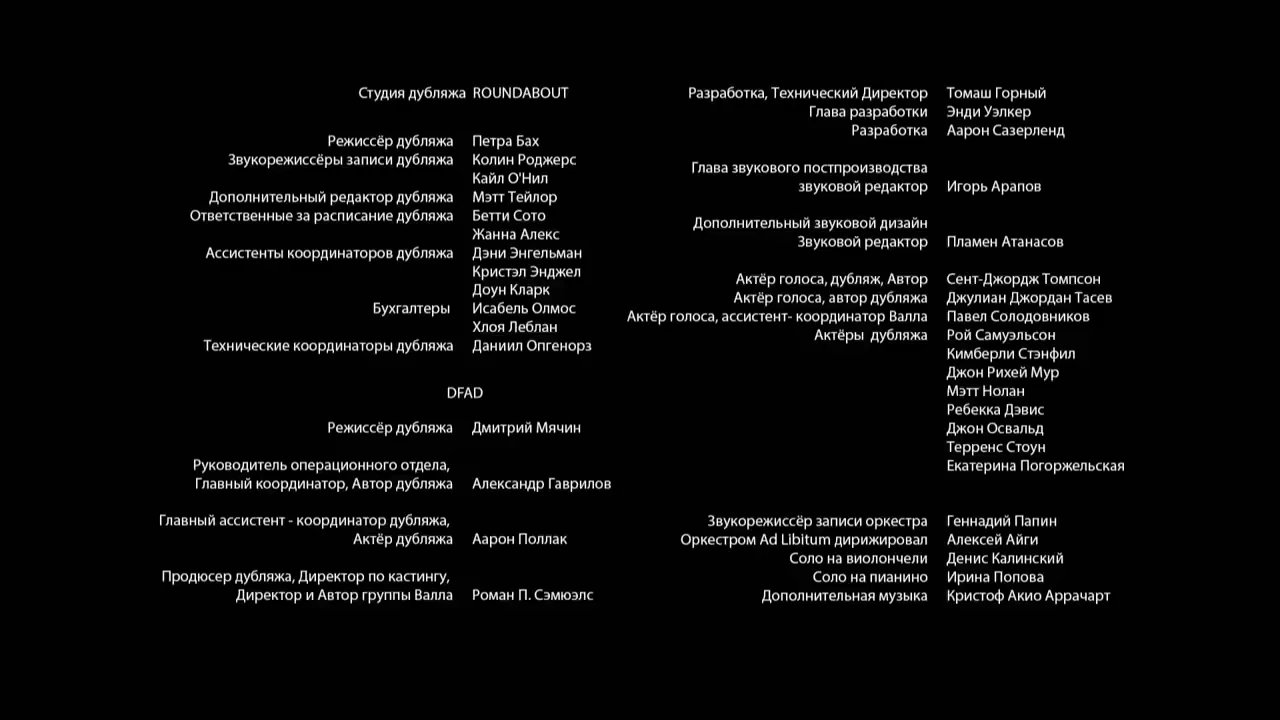 Студия дубляжа ROUNDABOUT
Режиссёр дубляжа Петра Бах
Звукорежиссёры записи дубляжа Колин Роджерс
Кайл О'Нил
Дополнительный редактор дубляжа Мэтт Тейлор
Ответственные за расписание дубляжа Бетти Сото
Жанна Алекс
Ассистенты координаторов дубляжа Дэни Энгельман
Кристэл Энджел
Доун Кларк
Бухгалтеры Исабель Олмос
Хлоя Леблан
Технические координаторы дубляжа Даниил Опгенорз
DFAD
Режиссёр дубляжа Дмитрий Мячин
Руководитель операционного отдела,
Главный координатор, Автор дубляжа Александр Гаврилов
Главный ассистент - координатор дубляжа,
Актёр дубляжа Аарон Поллак
Продюсер дубляжа, Директор по кастингу,
Директор и Автор группы Валла Роман П. Сэмюэлс
Разработка, Технический Директор Томаш Горный
Глава разработки Энди Уэлкер
Разработка Аарон Сазерленд
Глава звукового постпроизводства
звуковой редактор Игорь Арапов
Дополнительный звуковой дизайн
Звуковой редактор Пламен Атанасов
Актёр голоса, дубляж, Автор Сент-Джордж Томпсон
Актёр голоса, автор дубляжа Джулиан Джордан Тасев
Актёр голоса, ассистент- координатор Валла Павел Солодовников
Актёры дубляжа Рой Самуэльсон
Кимберли Стэнфил
Джон Рихей Мур
Мэтт Нолан
Ребекка Дэвис
Джон Освальд
Терренс Стоун
Екатерина Погоржельская
Звукорежиссёр записи оркестра Геннадий Папин
Оркестром Ad Libitum дирижировал Алексей Айги
Соло на виолончели Денис Калинский
Соло на пианино Ирина Попова
Дополнительная музыка Кристоф Акио Аррачарт